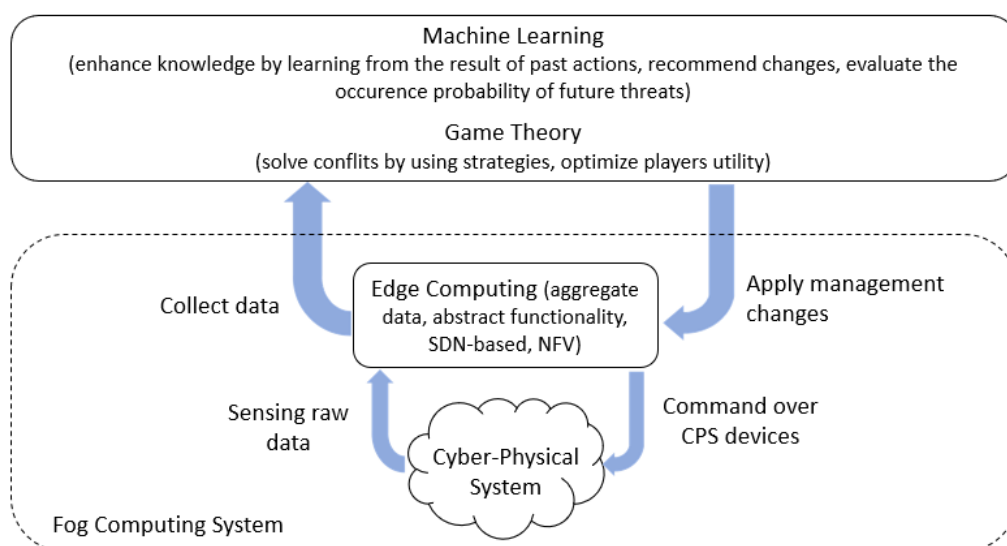 Machine Learning
(enhance knowledge by learning from the result of past actions, recommend changes, evaluate the
occurence probability of future threats)
Game Theory
(solve conflits by using strategies, optimize players utility)
Collect data
Edge Computing (aggregate
data, abstract functionality,
SDN-based, NFV)
Apply management
changes
Sensing raw
data
Cyber-Physical
System
Command over
CPS devices
Fog Computing System